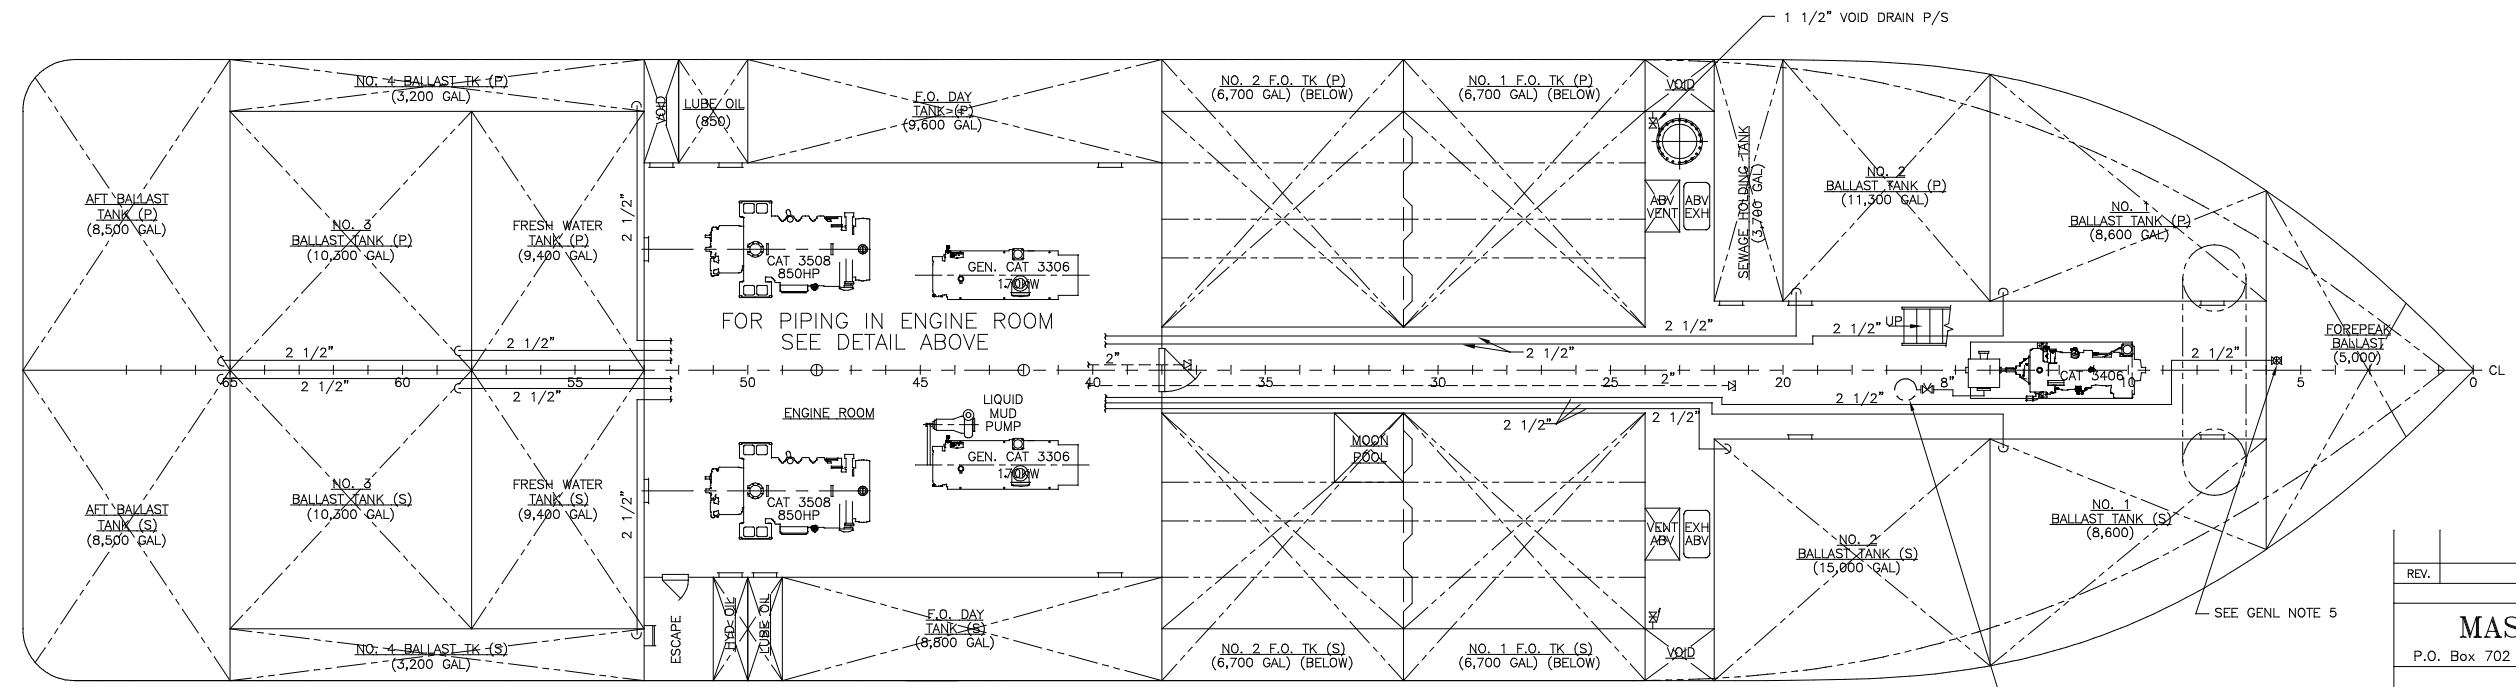 1 1/2" VOID DRAIN P/S
NO. 4 BALLAST TK (P)
(3,200 GAL)
VOID
LUBE OIL
(850)
F.O. DAY
TANK (P)
(9,600 GAL)
NO. 2 F.O. TK (P)
(6,700 GAL) (BELOW)
NO. 1 F.O. TK (P)
(6,700 GAL) (BELOW)
VOID
AFT BALLAST
TANK (P)
(8,500 GAL)
NO. 3
BALLAST TANK (P)
(10,300 GAL)
FRESH WATER
TANK (P)
(9,400 GAL)
2 1/2"
CAT 3508
850HP
GEN. CAT 3306
170KW
ABV
VENT
ABV
EXH
SEWAGE HOLDING TANK
(3,700 GAL)
NO. 2
BALLAST TANK (P)
(11,300 GAL)
NO. 1
BALLAST TANK (P)
(8,600 GAL)
FOR PIPING IN ENGINE ROOM
SEE DETAIL ABOVE
2 1/2"
2 1/2"
UP
FOREPEAK
BALLAST
(5,000)
2 1/2"
2 1/2"
2 1/2"
2"
2 1/2"
CL
65
60
55
50
45
40
35
30
25
20
10
5
0
2 1/2"
2 1/2"
2"
2"
8"
CAT 3406
2 1/2"
ENGINE ROOM
LIQUID
MUD
PUMP
2 1/2"
2 1/2"
MOON
POOL
GEN. CAT 3306
170KW
AFT BALLAST
TANK (S)
(8,500 GAL)
NO. 3
BALLAST TANK (S)
(10,300 GAL)
FRESH WATER
TANK (S)
(9,400 GAL)
2 1/2"
CAT 3508
850HP
VENT
ABV
EXH
ABV
NO. 2
BALLAST TANK (S)
(15,000 GAL)
NO. 1
BALLAST TANK (S)
(8,600)
REV.
SEE GENL NOTE 5
NO. 4 BALLAST TK (S)
(3,200 GAL)
ESCAPE
HYD OIL
LUBE OIL
F.O. DAY
TANK (S)
(8,800 GAL)
NO. 2 F.O. TK (S)
(6,700 GAL) (BELOW)
NO. 1 F.O. TK (S)
(6,700 GAL) (BELOW)
VOID
MAS
P.O. Box 702